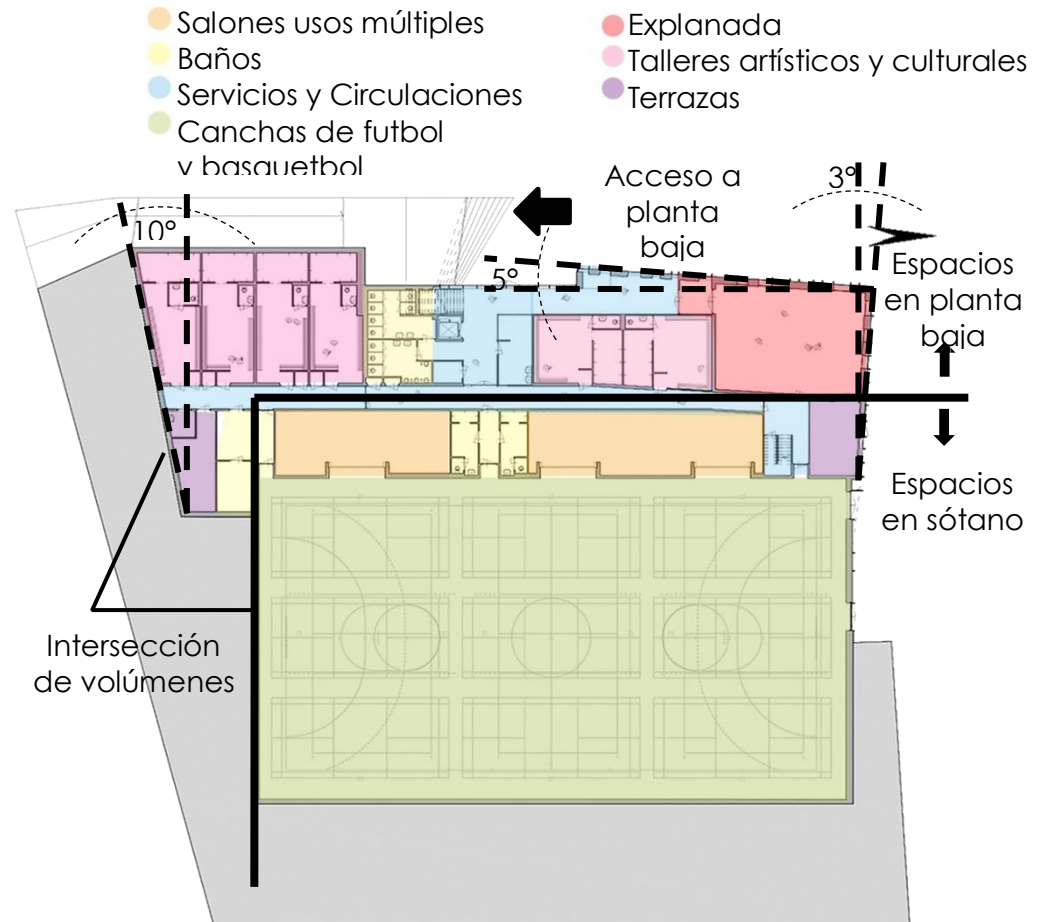 Salones usos múltiples
Baños
Servicios y Circulaciones
Canchas de futbol
y basquetbol
Explanada
Talleres artísticos y culturales
Terrazas
Acceso a
planta
baja
3°
10°
5°
Espacios
en planta
baja
Espacios
en sótano
Intersección
de volúmenes